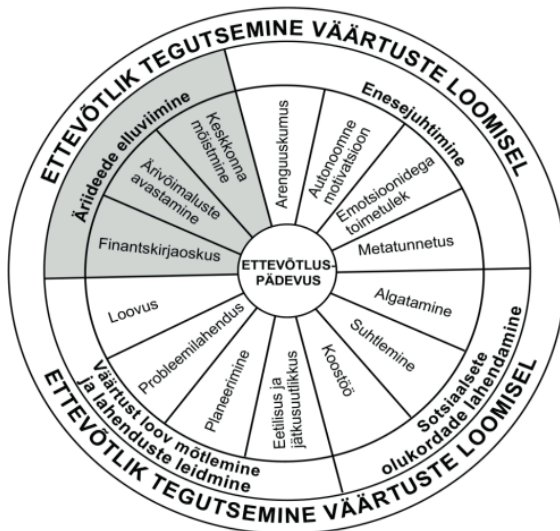 ETTEVÕTLIK TEGUTSEMINE VÄÄRTUSTE LOOMISEL
Äriideede elluviimine
Keskkonna
mõistmine
Ärivõimaluste
avastamine
Finantskirjaoskus
Enesejuhtimine
Arenguuskumus
Autonoomne
motivatsioon
Emotsioonidega
toimetulek
Metatunnetus
ETTEVÕTLUS-
PÄDEVUS
Algatamine
Suhtlemine
Koostöö
Sotsiaalsete
olukordade lahendamine
Loovus
Probleemilahendus
Planeerimine
Eetilisus ja
jätkusuutlikkus
Väärtust loov mõtlemine
ja lahenduste leidmine
ETTEVÕTLIK TEGUTSEMINE VÄÄRTUSTE LOOMISEL